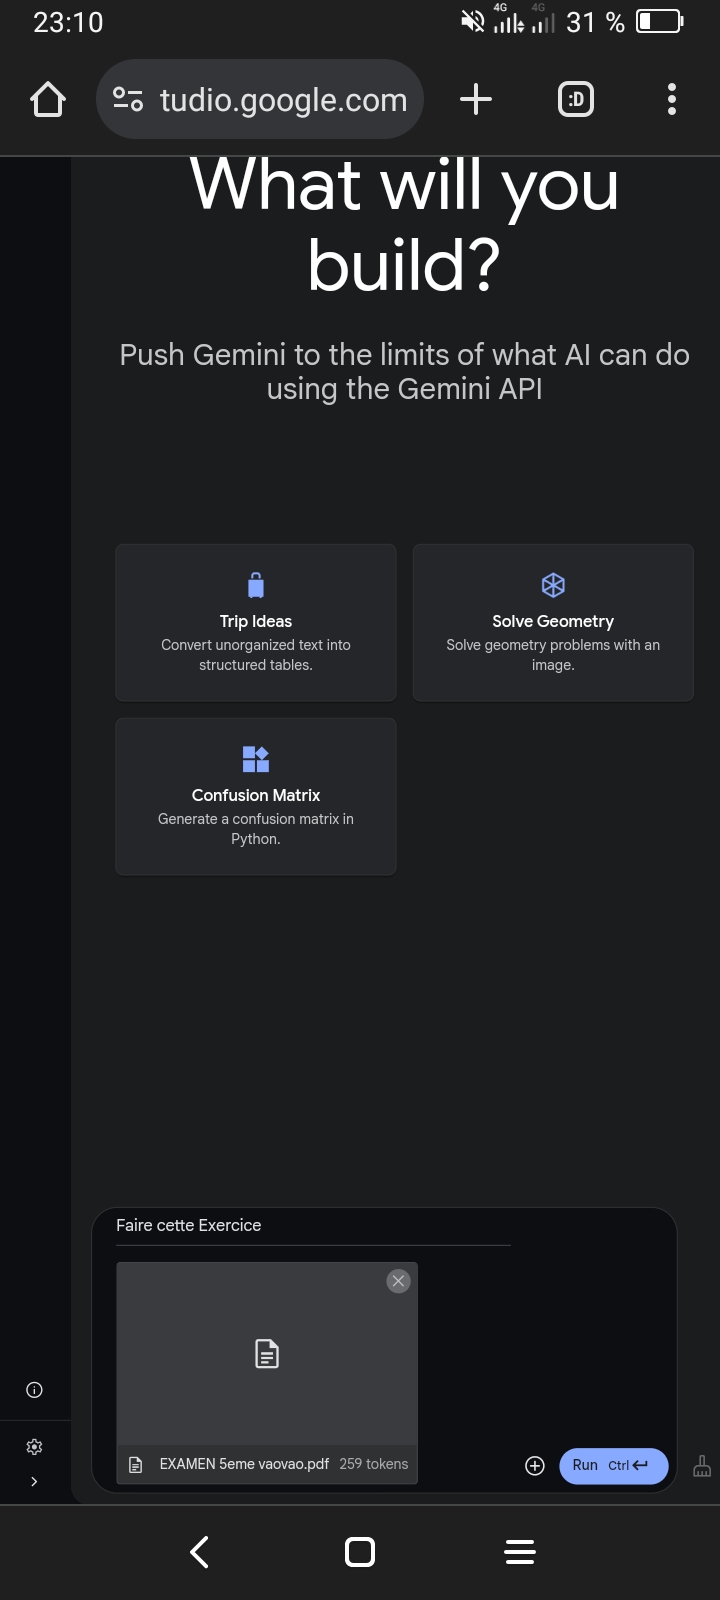 23:10
4G 4G 31 %
tudio.google.com
:D
What will you
build?
Push Gemini to the limits of what AI can do
using the Gemini API
Trip Ideas
Convert unorganized text into
structured tables.
Solve Geometry
Solve geometry problems with an
image.
Confusion Matrix
Generate a confusion matrix in
Python.
Faire cette Exercice
EXAMEN 5eme vaovao.pdf 259 tokens
Run Ctrl